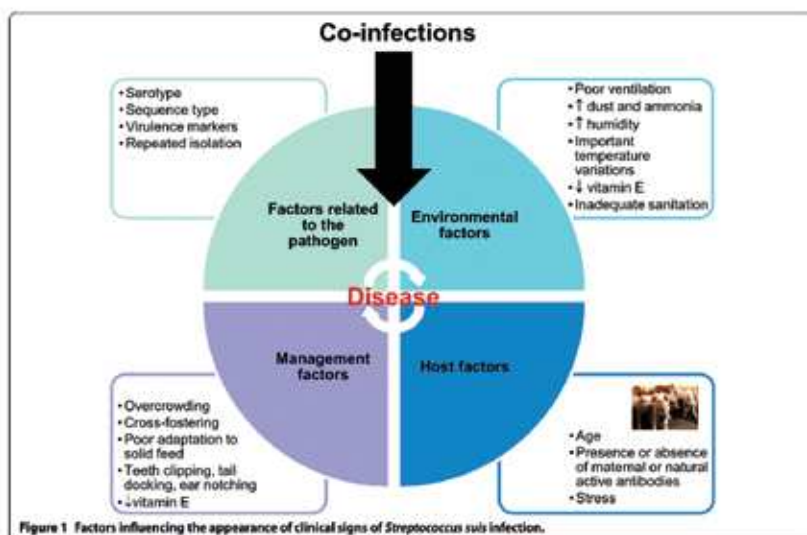 Co-infections
• Serotype
• Sequence type
• Virulence markers
• Repeated isolation
• Poor ventilation
• ↑ dust and ammonia
• ↑ humidity
• Important
temperature
variations
• ↓ vitamin E
• Inadequate sanitation
Factors related
to the
pathogen
Environmental
factors
Disease
Management
factors
Host factors
• Overcrowding
• Cross-fostering
• Poor adaptation to
solid feed
• Teeth clipping, tail
docking, ear notching
• ↓vitamin E
• Age
• Presence or absence
of maternal or natural
active antibodies
• Stress
Figure 1 Factors influencing the appearance of clinical signs of Streptococcus suis infection.